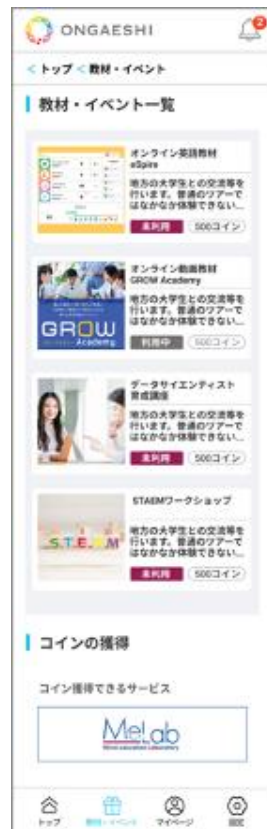 ONGAESHI
2
< トップ < 教材・イベント
教材・イベント一覧
オンライン英語教材
eSpire
地方の大学生との交流等を
行います。普通のツアーで
はなかなか体験できない...
未利用 500コイン
オンライン動画教材
GROW Academy
地方の大学生との交流等を
行います。普通のツアーで
はなかなか体験できない...
GROW
Academy
利用中 500コイン
データサイエンティスト
育成講座
地方の大学生との交流等を
行います。普通のツアーで
はなかなか体験できない...
未利用 500コイン
STAEMワークショップ
地方の大学生との交流等を
行います。普通のツアーで
はなかなか体験できない...
S.T.E.M
未利用 500コイン
コインの獲得
コイン獲得できるサービス
MeLab
トップ 教材・イベント マイページ 設定